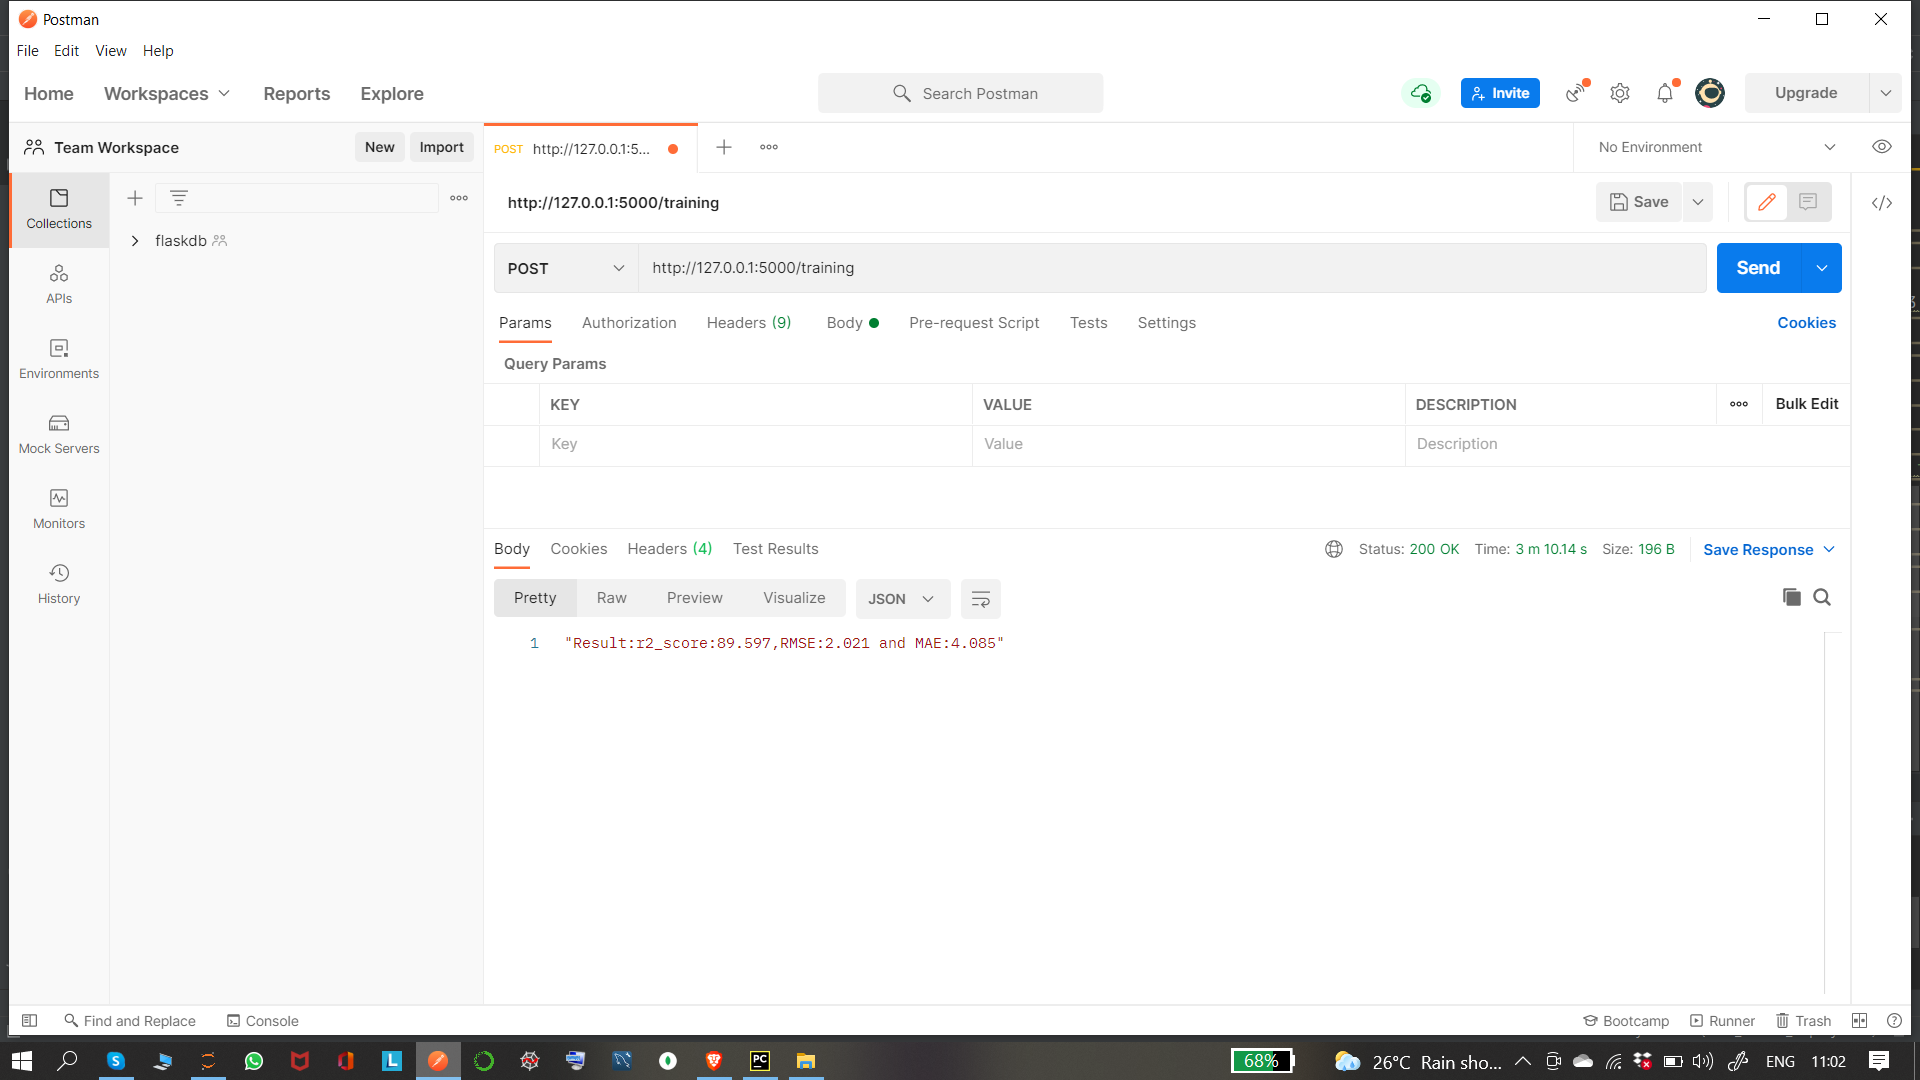 Postman
File Edit View Help
Home Workspaces Reports Explore
Search Postman
Invite
Upgrade
Team Workspace New Import
POST http://127.0.0.1:5... ooo
No Environment
Collections
APIs
Environments
Mock Servers
Monitors
History
flaskdb
http://127.0.0.1:5000/training
Save
POST http://127.0.0.1:5000/training
Send
Params Authorization Headers (9) Body Pre-request Script Tests Settings Cookies
Query Params
KEY VALUE DESCRIPTION ooo Bulk Edit
Key Value Description
Body Cookies Headers (4) Test Results
Status: 200 OK Time: 3 m 10.14 s Size: 196 B Save Response
Pretty Raw Preview Visualize JSON
1 "Result:r2_score:89.597,RMSE:2.021 and MAE:4.085"
Find and Replace Console
Bootcamp Runner Trash
68% 26°C Rain sho... ENG 11:02